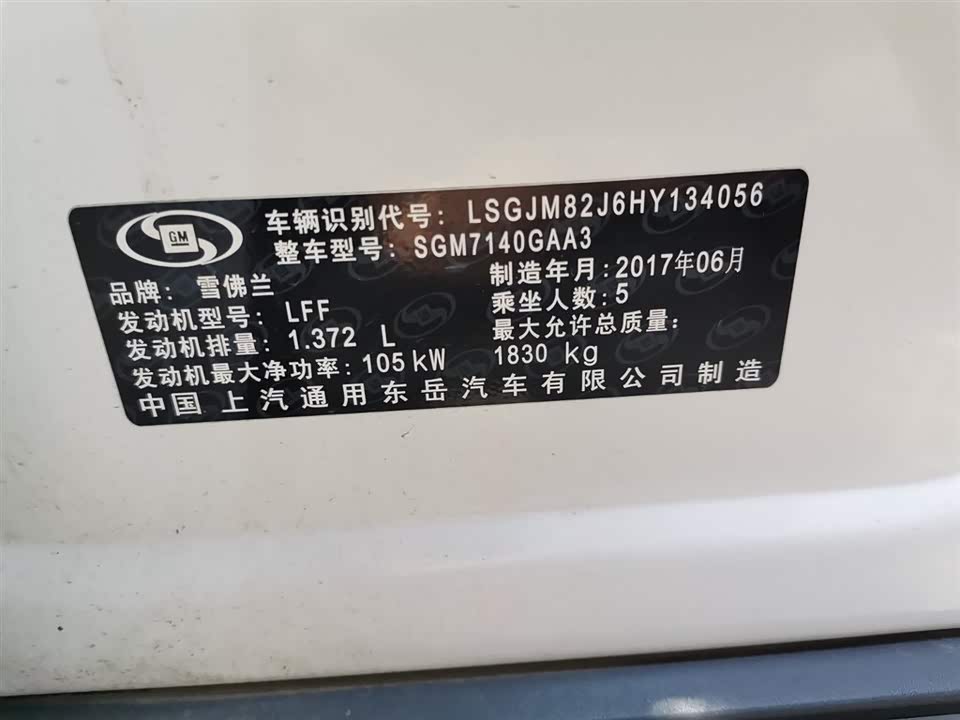 GM
车辆识别代号: LSGJM82J6HY134056
整车型号: SGM7140GAA3
品牌: 雪佛兰
制造年月:2017年06月
发动机型号: LFF
乘坐人数:5
发动机排量: 1.372 L
最大允许总质量:
发动机最大净功率: 105 kW
1830 kg
中国上汽通用东岳汽车有限公司制造